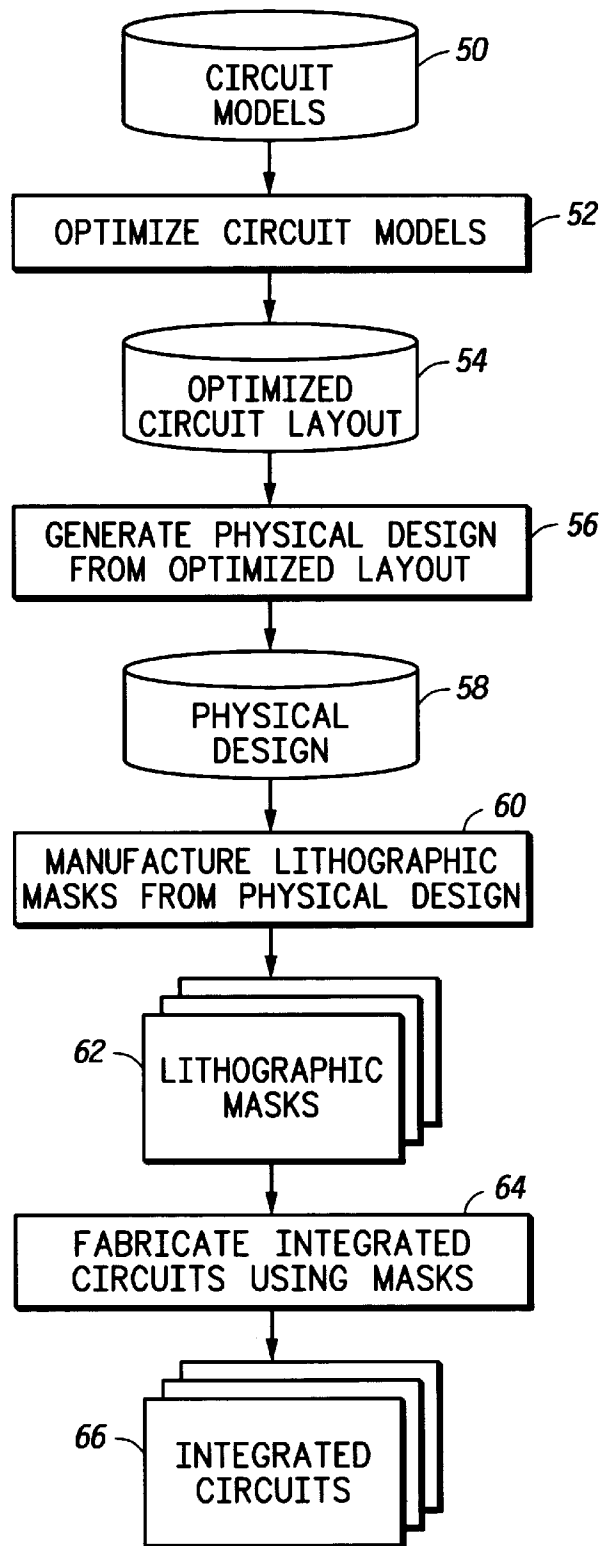 50
CIRCUIT
MODELS
52
OPTIMIZE CIRCUIT MODELS
54
OPTIMIZED
CIRCUIT LAYOUT
56
GENERATE PHYSICAL DESIGN
FROM OPTIMIZED LAYOUT
58
PHYSICAL
DESIGN
60
MANUFACTURE LITHOGRAPHIC
MASKS FROM PHYSICAL DESIGN
62
LITHOGRAPHIC
MASKS
64
FABRICATE INTEGRATED
CIRCUITS USING MASKS
66
INTEGRATED
CIRCUITS